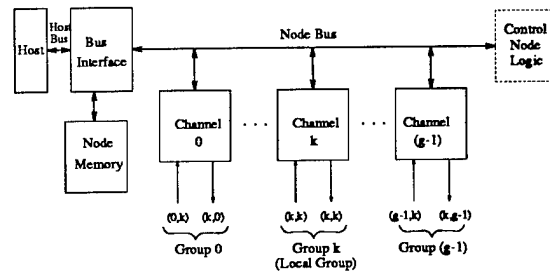 Host
Host
Bus
Bus
Interface
Node Bus
Control
Node
Logic
Node
Memory
Channel
0
. . .
Channel
k
. . .
Channel
(g-1)
(0,k) (k,0)
(k,k) (k,k)
(g-1,k) (k,g-1)
Group 0
Group k
(Local Group)
Group (g-1)